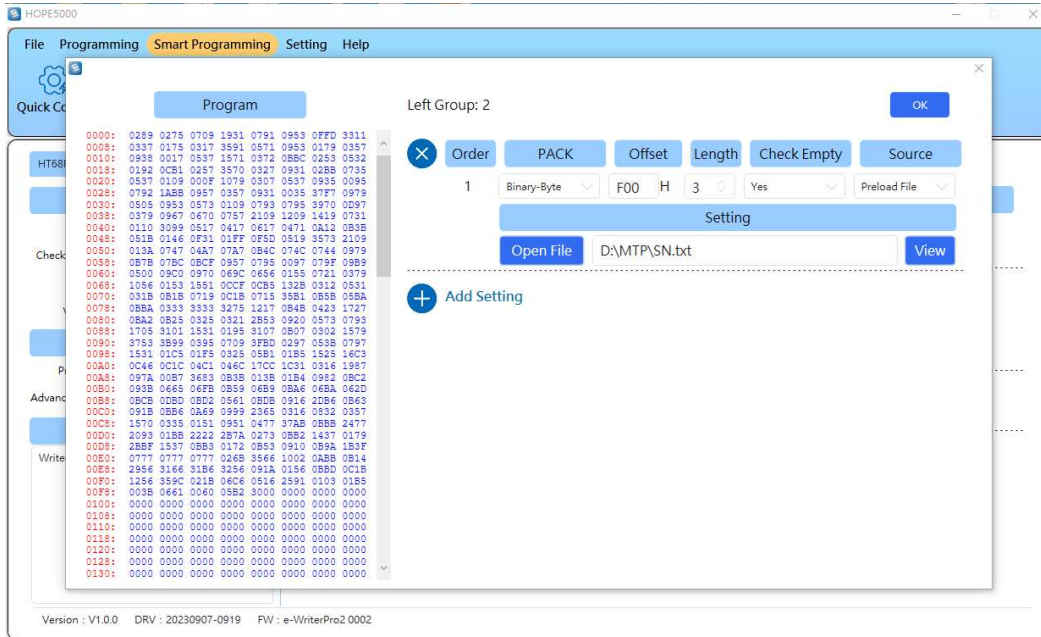 HOPE5000
File Programming Smart Programming Setting Help
Quick Co
Program
Left Group: 2
OK
0000: 0289 0275 0709 1931 0791 0953 0FFD 3311
0008: 0337 0175 0317 3591 0571 0953 0179 0357
0010: 0938 0017 0537 1571 0372 0BBC 0253 0532
0018: 0192 0CB1 0257 3570 0327 0931 02BB 0735
0020: 0537 0109 000F 1079 0307 0537 0935 0095
0028: 0792 1ABB 0957 0357 0931 0035 37F7 0979
0030: 0505 0953 0573 0109 0793 0795 3970 0D97
0038: 0379 0967 0670 0757 2109 1209 1419 0731
0040: 0110 3099 0517 0417 0617 0471 0A12 0B3B
0048: 051B 0146 0F31 01FF 0F5D 0519 3573 2109
0050: 013A 0747 04A7 07A7 0B4C 074C 0744 0979
0058: 0B7B 07BC 0BCF 0957 0795 0097 079F 09B9
0060: 0500 09C0 0970 069C 0656 0155 0721 0379
0068: 1056 0153 1551 0CCF 0CB5 132B 0312 0531
0070: 031B 0B1B 0719 0C1B 0715 35B1 0B5B 05BA
0078: 0BBA 0333 3333 3275 1217 0B4B 0423 1727
0080: 0BA2 0B25 0325 0321 2B53 0920 0573 0793
0088: 1705 3101 1531 0195 3107 0B07 0302 1579
0090: 3753 3B99 0395 0709 3FBD 0297 053B 0797
0098: 1531 01C5 01F5 0325 05B1 01B5 1525 16C3
00A0: 0C46 0C1C 04C1 046C 17CC 1C31 0316 1987
00A8: 097A 00B7 3683 0B3B 013B 01B4 0982 0BC2
00B0: 093B 0665 06FB 0B59 06B9 0BA6 06BA 062D
00B8: 0BCB 0DBD 0BD2 0561 0BDB 0916 2DB6 0B63
00C0: 091B 0BB6 0A69 0999 2365 0316 0832 0357
00C8: 1570 0335 0151 0951 0477 37AB 0BBB 2477
00D0: 2093 01BB 2222 2B7A 0273 0BB2 1437 0179
00D8: 2BBF 1537 0BB3 0172 0B53 0910 0B9A 1B3F
00E0: 0777 0777 0777 026B 3566 1002 0ABB 0B14
00E8: 2956 3166 31B6 3256 091A 0156 0BBD 0C1B
00F0: 1256 359C 021B 06C6 0516 2591 0103 01B5
00F8: 003B 0661 0060 05B2 3000 0000 0000 0000
0100: 0000 0000 0000 0000 0000 0000 0000 0000
0108: 0000 0000 0000 0000 0000 0000 0000 0000
0110: 0000 0000 0000 0000 0000 0000 0000 0000
0118: 0000 0000 0000 0000 0000 0000 0000 0000
0120: 0000 0000 0000 0000 0000 0000 0000 0000
0128: 0000 0000 0000 0000 0000 0000 0000 0000
0130: 0000 0000 0000 0000 0000 0000 0000 0000
Order PACK Offset Length Check Empty Source
1 Binary-Byte F00 H 3 Yes Preload File
Setting
Open File D:\MTP\SN.txt View
Add Setting
Check
Advanc
Write
Version : V1.0.0 DRV : 20230907-0919 FW : e-WriterPro2 0002